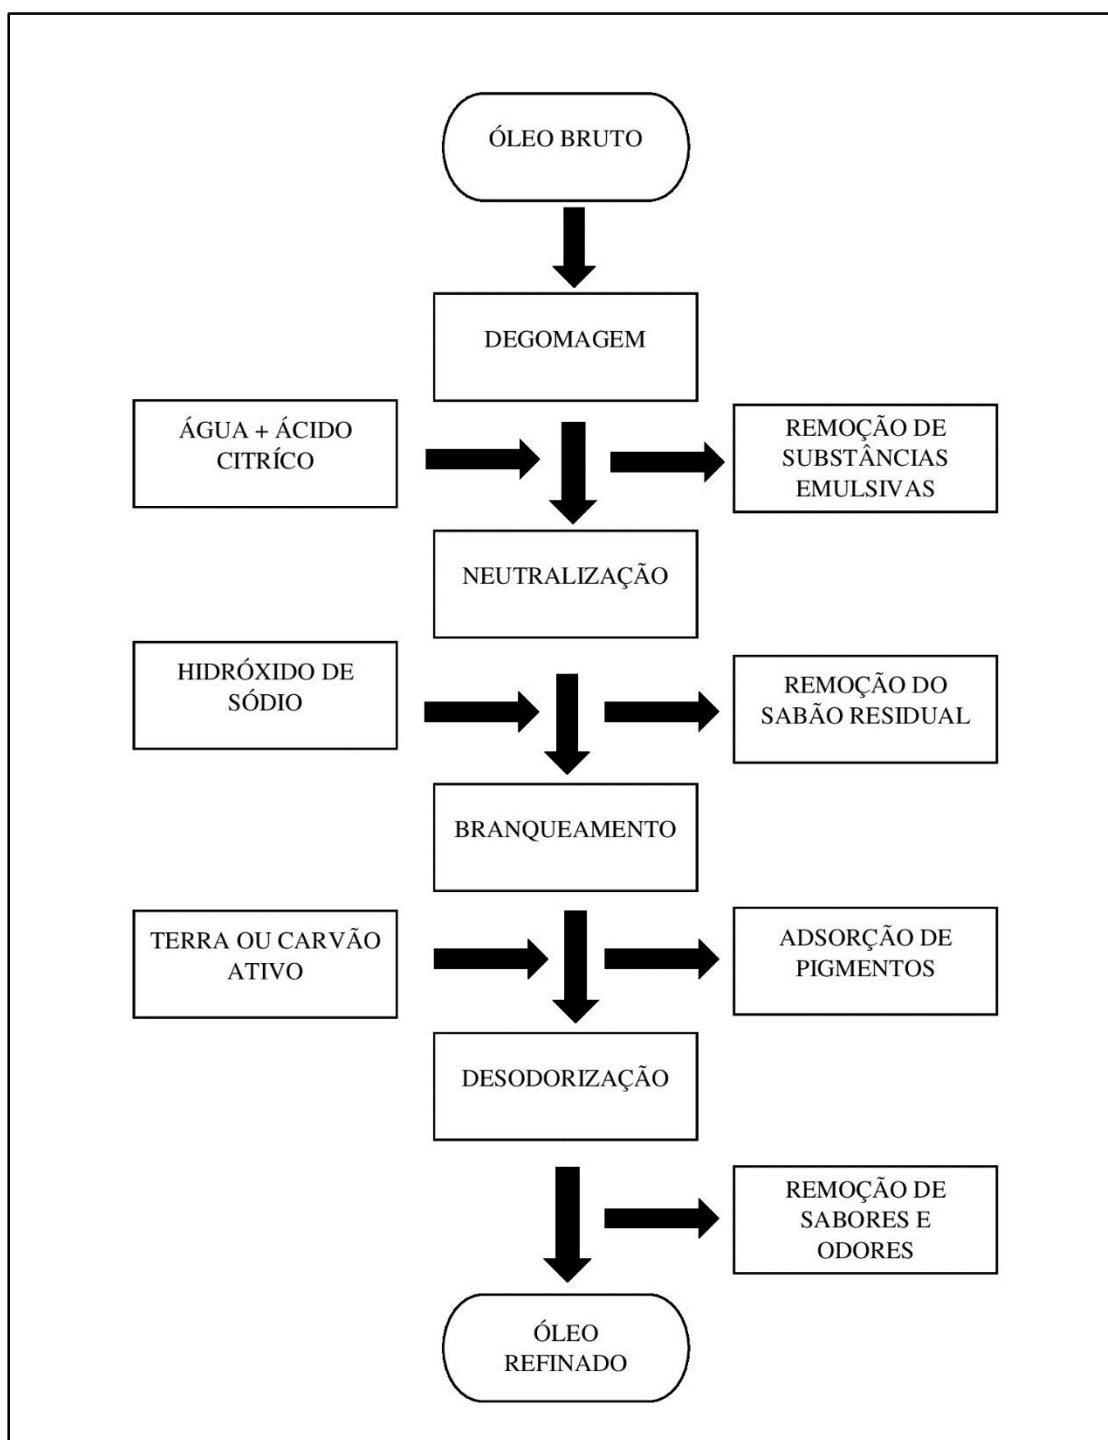 ÓLEO BRUTO
DEGOMAGEM
ÁGUA + ÁCIDO
CITRÍCO
REMOÇÃO DE
SUBSTÂNCIAS
EMULSIVAS
NEUTRALIZAÇÃO
HIDRÓXIDO DE
SÓDIO
REMOÇÃO DO
SABÃO RESIDUAL
BRANQUEAMENTO
TERRA OU CARVÃO
ATIVO
ADSORÇÃO DE
PIGMENTOS
DESODORIZAÇÃO
REMOÇÃO DE
SABORES E
ODORES
ÓLEO
REFINADO